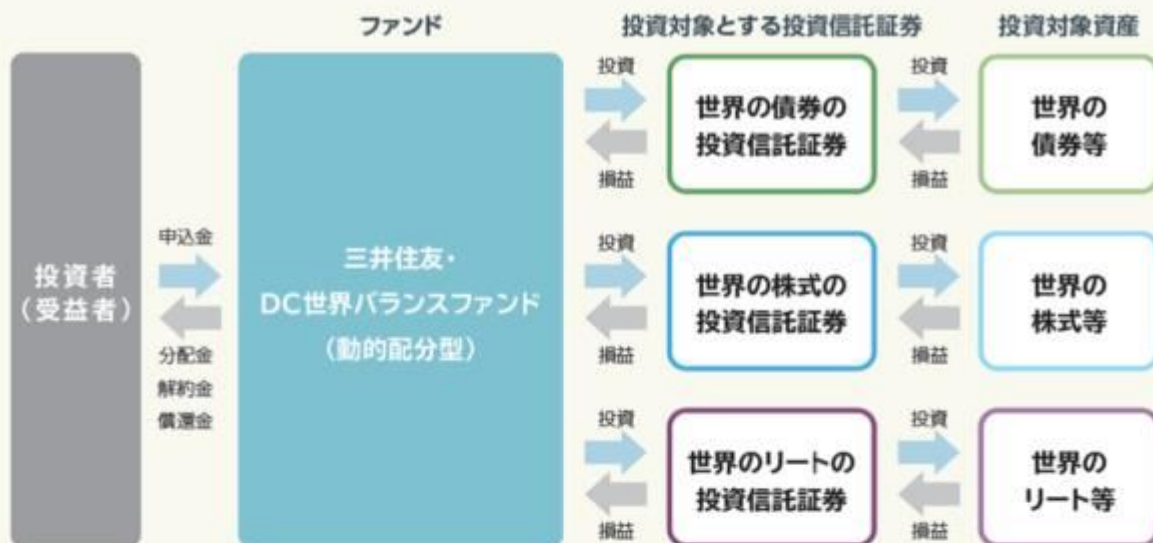 ファンド
投資対象とする投資信託証券
投資対象資産
投資者
（受益者）
申込金
分配金
解約金
償還金
三井住友・
DC世界バランスファンド
（動的配分型）
投資
損益
世界の債券の
投資信託証券
投資
損益
世界の
債券等
投資
損益
世界の株式の
投資信託証券
投資
損益
世界の
株式等
投資
損益
世界のリートの
投資信託証券
投資
損益
世界の
リート等